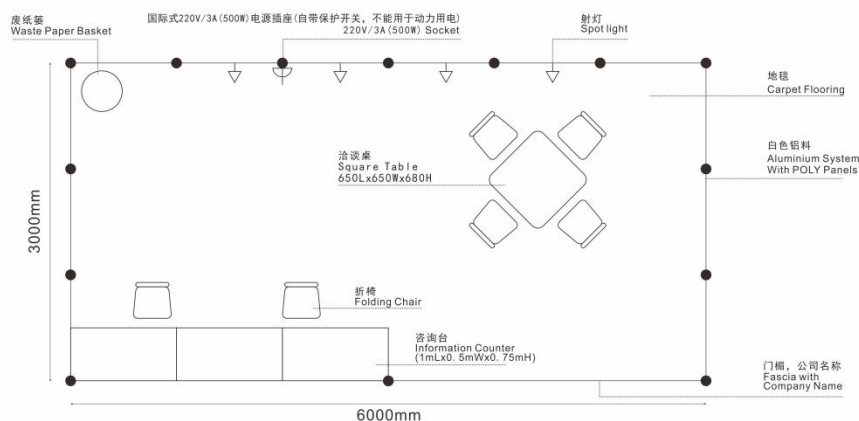 废纸篓
Waste Paper Basket
国际式220V/3A(500W)电源插座(自带保护开关，不能用于动力用电)
220V/3A(500W) Socket
射灯
Spot light
地毯
Carpet Flooring
白色铝料
Aluminium System
With POLY Panels
洽谈桌
Square Table
650Lx650Wx680H
3000mm
折椅
Folding Chair
咨询台
Information Counter
(1mLx0.5mWx0.75mH)
门楣，公司名称
Fascia with
Company Name
6000mm